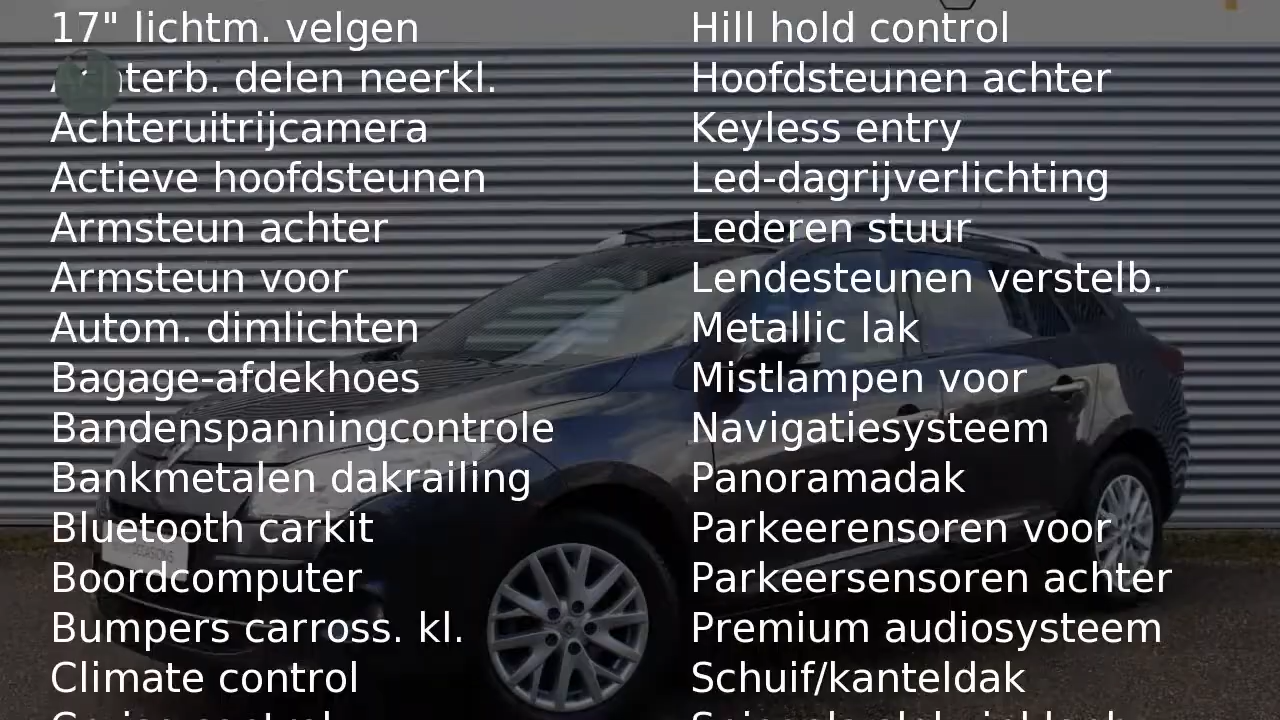 17" lichtm. velgen
Achterb. delen neerkl.
Achteruitrijcamera
Actieve hoofdsteunen
Armsteun achter
Armsteun voor
Autom. dimlichten
Bagage-afdekhoes
Bandenspanningcontrole
Bankmetalen dakrailing
Bluetooth carkit
Boordcomputer
Bumpers carross. kl.
Climate control
Hill hold control
Hoofdsteunen achter
Keyless entry
Led-dagrijverlichting
Lederen stuur
Lendesteunen verstelb.
Metallic lak
Mistlampen voor
Navigatiesysteem
Panoramadak
Parkeerensoren voor
Parkeersensoren achter
Premium audiosysteem
Schuif/kanteldak